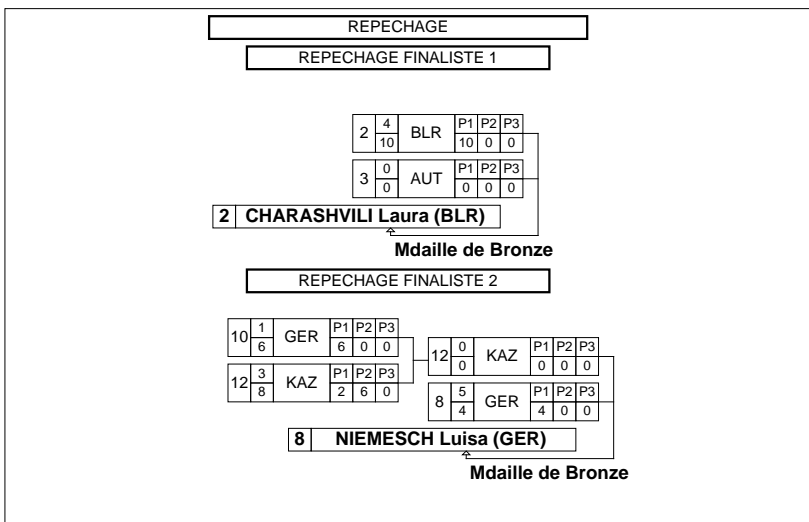 REPECHAGE
REPECHAGE FINALISTE 1
2 4 BLR P1 P2 P3
10 10 0 0
3 0 AUT P1 P2 P3
0 0 0 0
2 CHARASHVILI Laura (BLR)
Mdaille de Bronze
REPECHAGE FINALISTE 2
10 1 GER P1 P2 P3
6 6 0 0
12 3 KAZ P1 P2 P3
8 2 6 0
12 0 KAZ P1 P2 P3
0 0 0 0
8 5 GER P1 P2 P3
4 4 0 0
8 NIEMESCH Luisa (GER)
Mdaille de Bronze